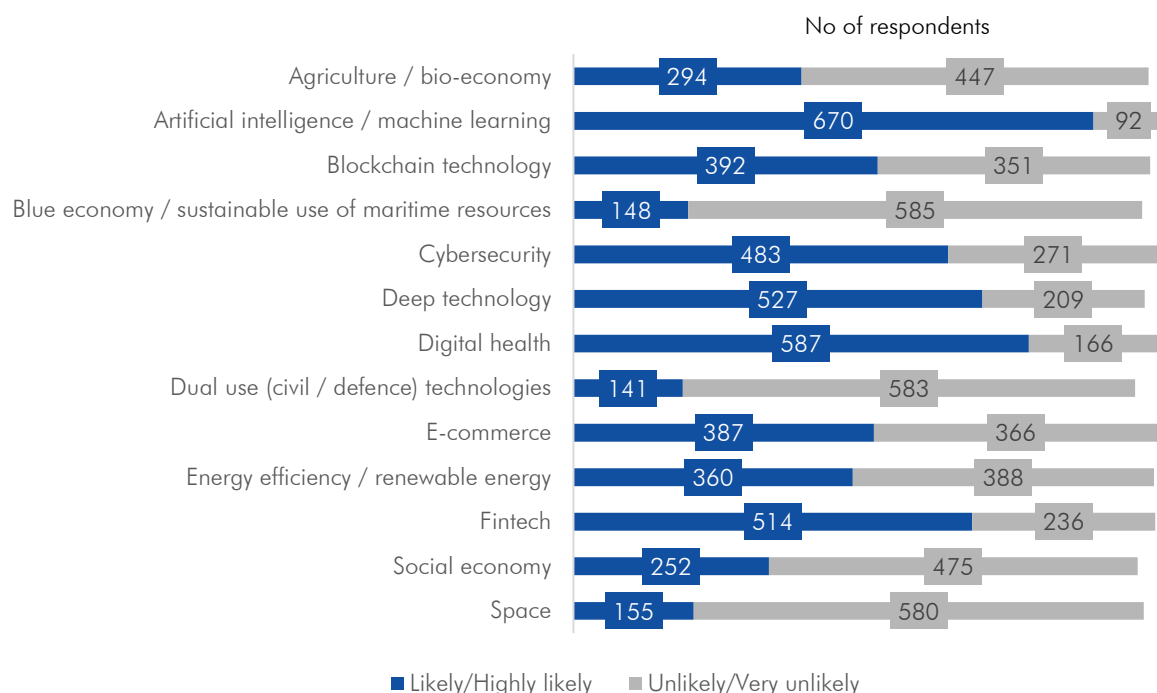 No of respondents
Agriculture / bio-economy 294 447
Artificial intelligence / machine learning 670 92
Blockchain technology 392 351
Blue economy / sustainable use of maritime resources 148 585
Cybersecurity 483 271
Deep technology 527 209
Digital health 587 166
Dual use (civil / defence) technologies 141 583
E-commerce 387 366
Energy efficiency / renewable energy 360 388
Fintech 514 236
Social economy 252 475
Space 155 580
Likely/Highly likely Unlikely/Very unlikely